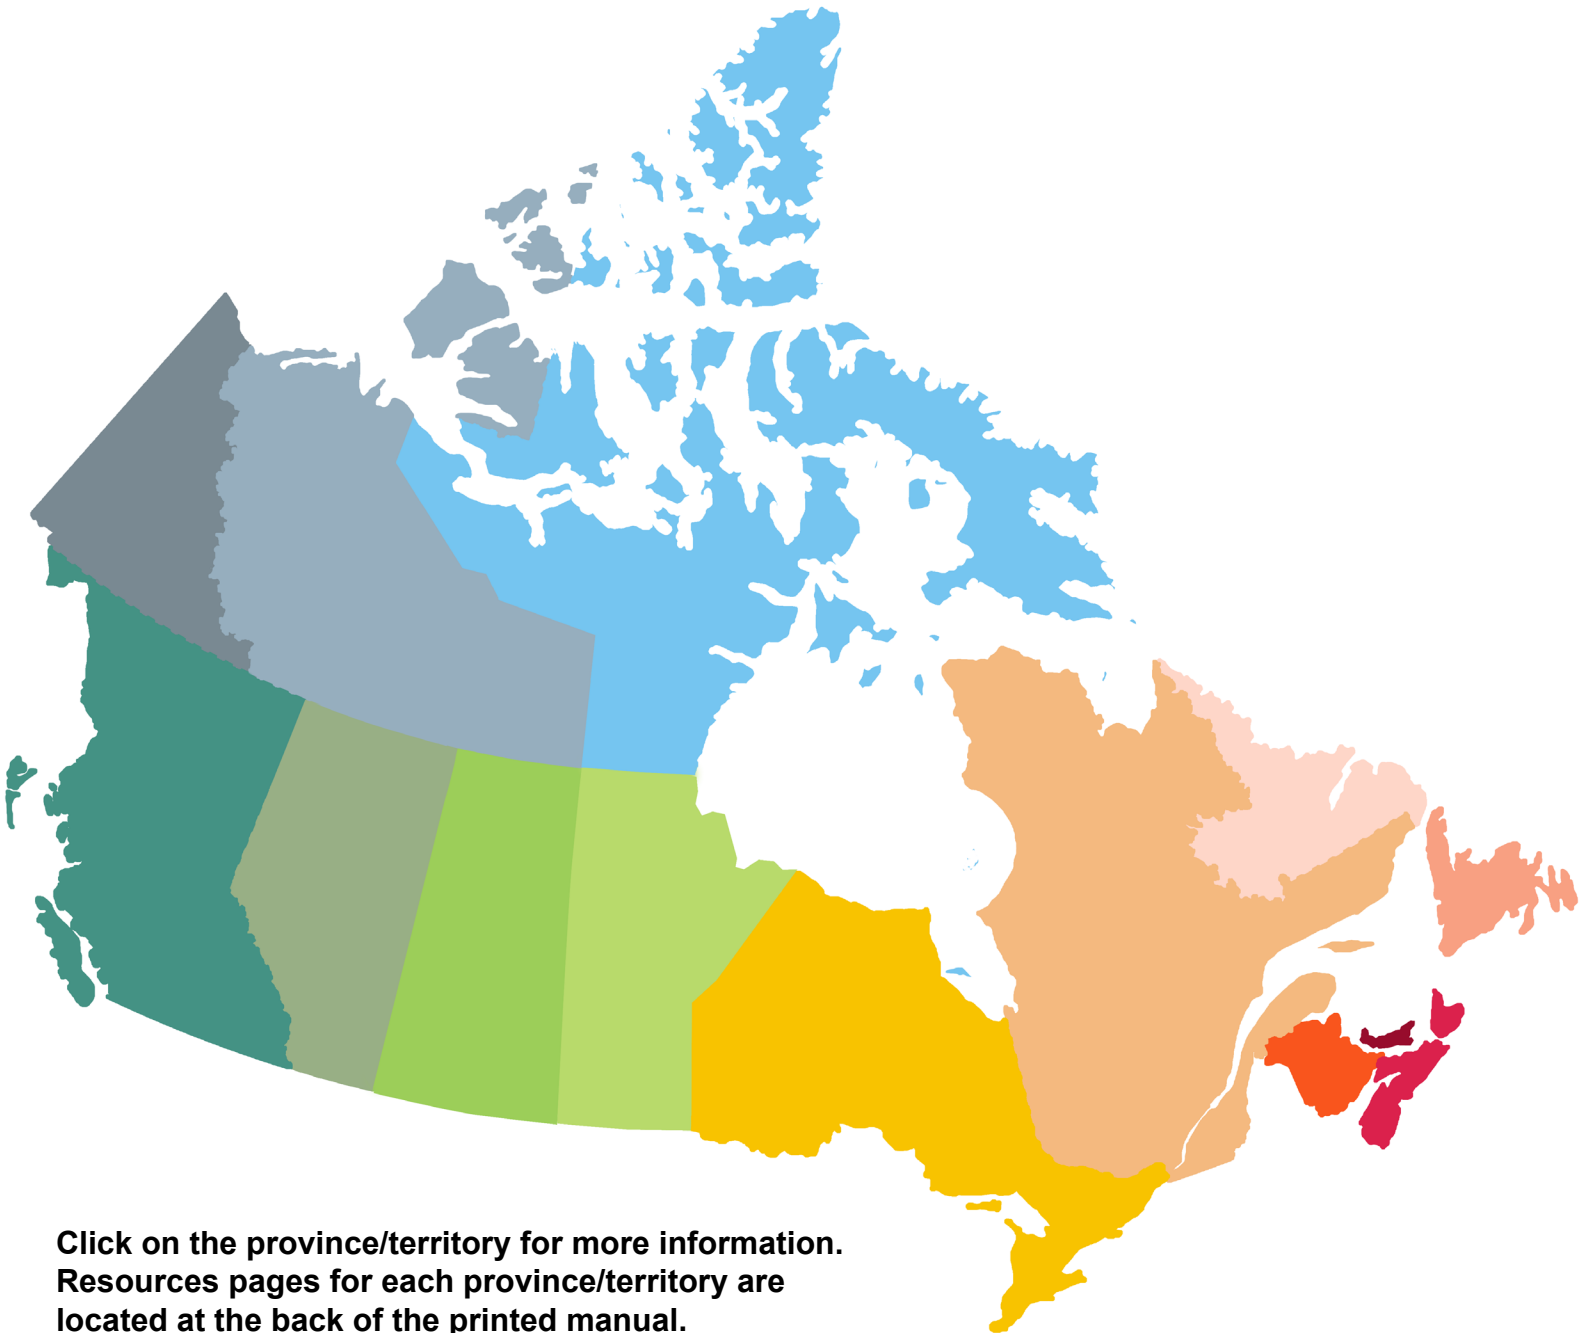 Click on the province/territory for more information.
Resources pages for each province/territory are
located at the back of the printed manual.